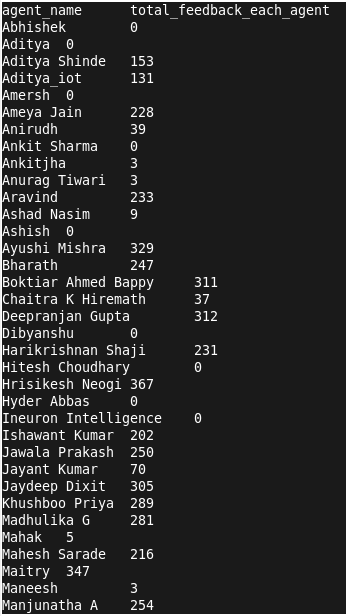 agent_name	total_feedback_each_agent
Abhishek	0
Aditya	0
Aditya Shinde	153
Aditya_iot	131
Amersh	0
Ameya Jain	228
Anirudh	39
Ankit Sharma	0
Ankitjha	3
Anurag Tiwari	3
Aravind	233
Ashad Nasim	9
Ashish	0
Ayushi Mishra	329
Bharath	247
Boktiar Ahmed Bappy	311
Chaitra K Hiremath	37
Deepranjan Gupta	312
Dibyanshu	0
Harikrishnan Shaji	231
Hitesh Choudhary	0
Hrisikesh Neogi	367
Hyder Abbas	0
Ineuron Intelligence	0
Ishawant Kumar	202
Jawala Prakash	250
Jayant Kumar	70
Jaydeep Dixit	305
Khushboo Priya	289
Madhulika G	281
Mahak	5
Mahesh Sarade	216
Maitry	347
Maneesh	3
Manjunatha A	254